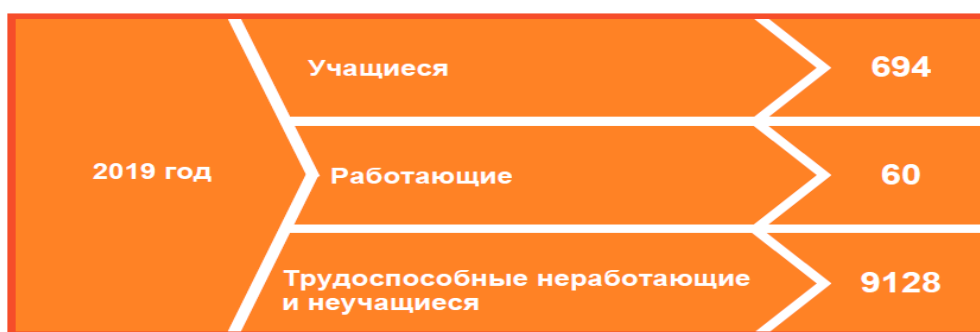 2019 год
Учащиеся
694
Работающие
60
Трудоспособные неработающие
и неучащиеся
9128